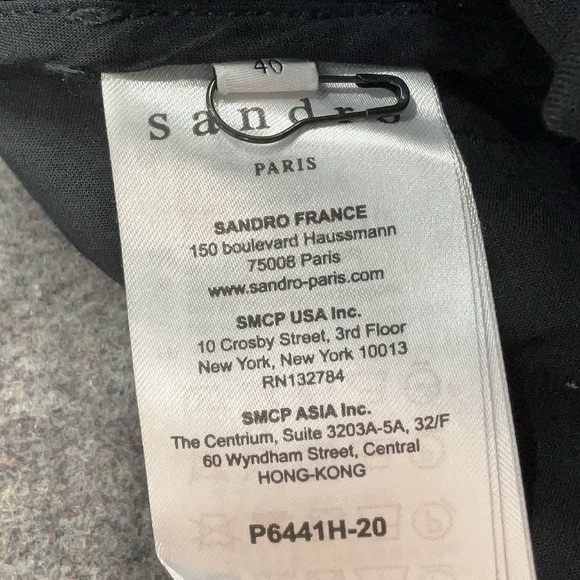 40
sandro
PARIS
SANDRO FRANCE
150 boulevard Haussmann
75008 Paris
www.sandro-paris.com
SMCP USA Inc.
10 Crosby Street, 3rd Floor
New York, New York 10013
RN132784
SMCP ASIA Inc.
The Centrium, Suite 3203A-5A, 32/F
60 Wyndham Street, Central
HONG-KONG
P6441H-20